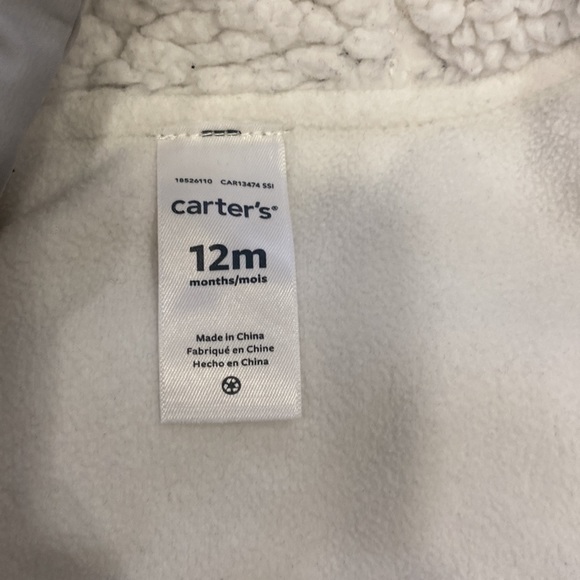 18526110 CAR13474 SSI
carter's®
12m
months/mois
Made in China
Fabriqué en Chine
Hecho en China